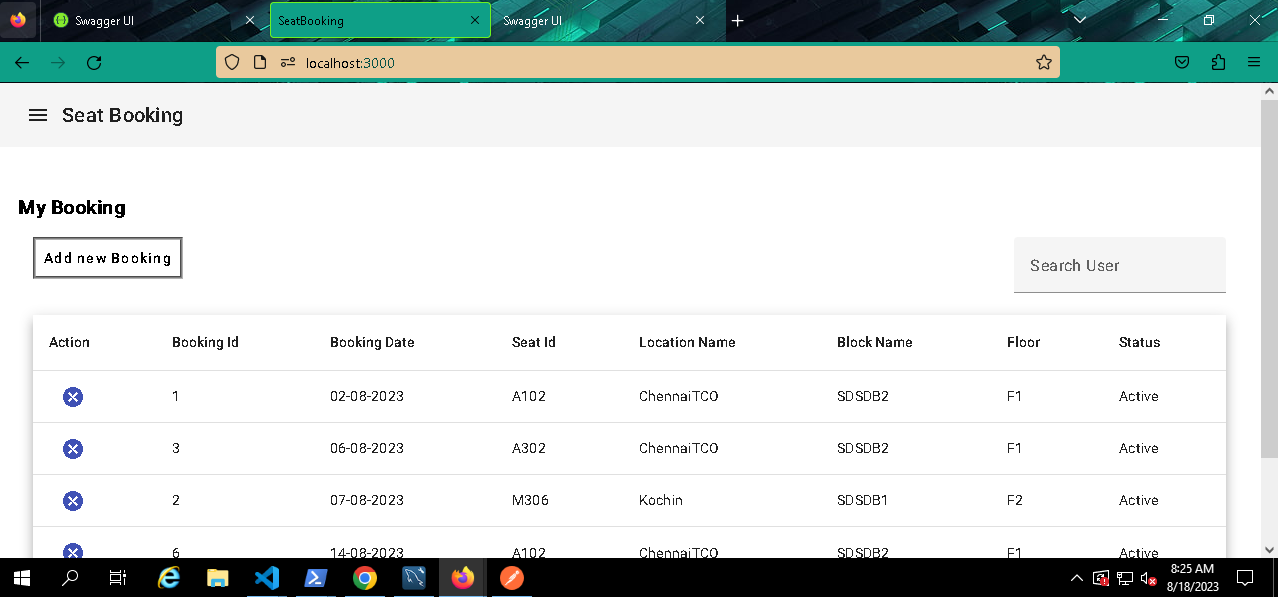 Swagger UI SeatBooking Swagger UI
localhost:3000
Seat Booking
My Booking
Add new Booking
Search User
Action Booking Id Booking Date Seat Id Location Name Block Name Floor Status
1 02-08-2023 A102 ChennaiTCO SDSDB2 F1 Active
3 06-08-2023 A302 ChennaiTCO SDSDB2 F1 Active
2 07-08-2023 M306 Kochin SDSDB1 F2 Active
6 14-08-2023 A102 ChennaiTCO SDSDB2 F1 Active
8:25 AM
8/18/2023